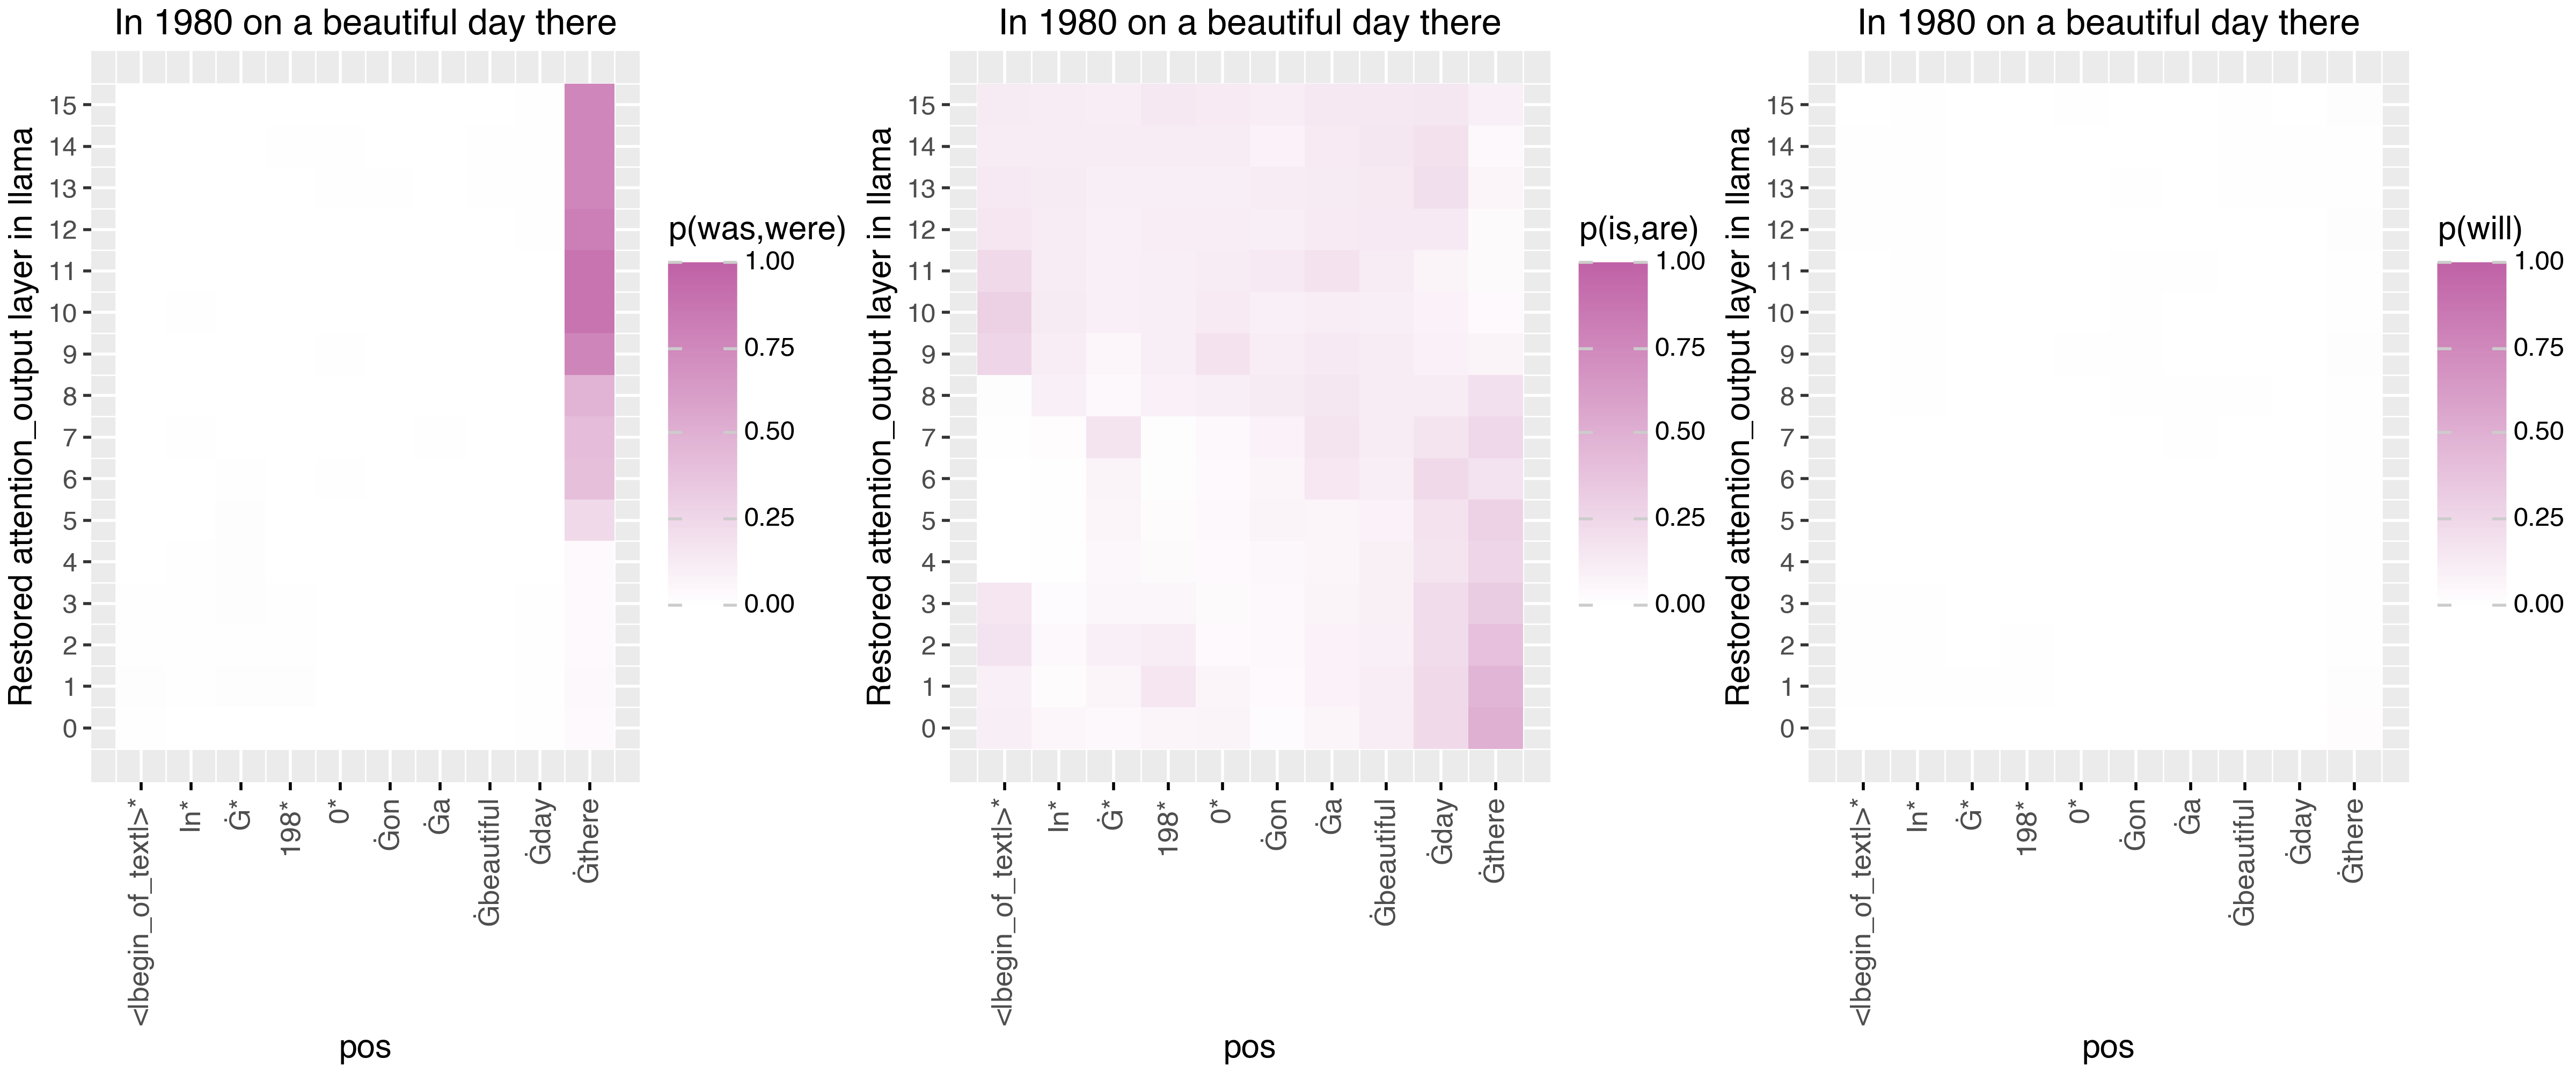 In 1980 on a beautiful day there
Restored attention_output layer in llama
15
14
13
12
11
10
9
8
7
6
5
4
3
2
1
0
<|begin_of_text|>*
In*
Ġ*
198*
0*
Ġon
Ġa
Ġbeautiful
Ġday
Ġthere
pos
p(was,were)
1.00
0.75
0.50
0.25
0.00
In 1980 on a beautiful day there
Restored attention_output layer in llama
15
14
13
12
11
10
9
8
7
6
5
4
3
2
1
0
<|begin_of_text|>*
In*
Ġ*
198*
0*
Ġon
Ġa
Ġbeautiful
Ġday
Ġthere
pos
p(is,are)
1.00
0.75
0.50
0.25
0.00
In 1980 on a beautiful day there
Restored attention_output layer in llama
15
14
13
12
11
10
9
8
7
6
5
4
3
2
1
0
<|begin_of_text|>*
In*
Ġ*
198*
0*
Ġon
Ġa
Ġbeautiful
Ġday
Ġthere
pos
p(will)
1.00
0.75
0.50
0.25
0.00